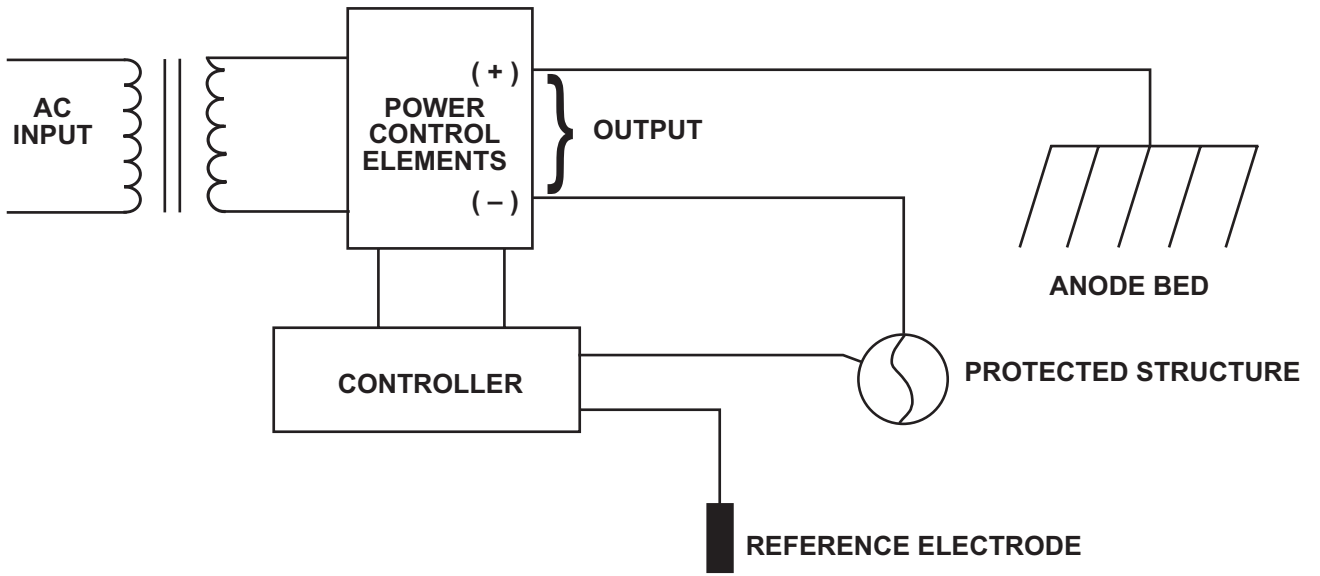 AC
INPUT
( + )
POWER
CONTROL
ELEMENTS
( – )
OUTPUT
ANODE BED
CONTROLLER
PROTECTED STRUCTURE
REFERENCE ELECTRODE